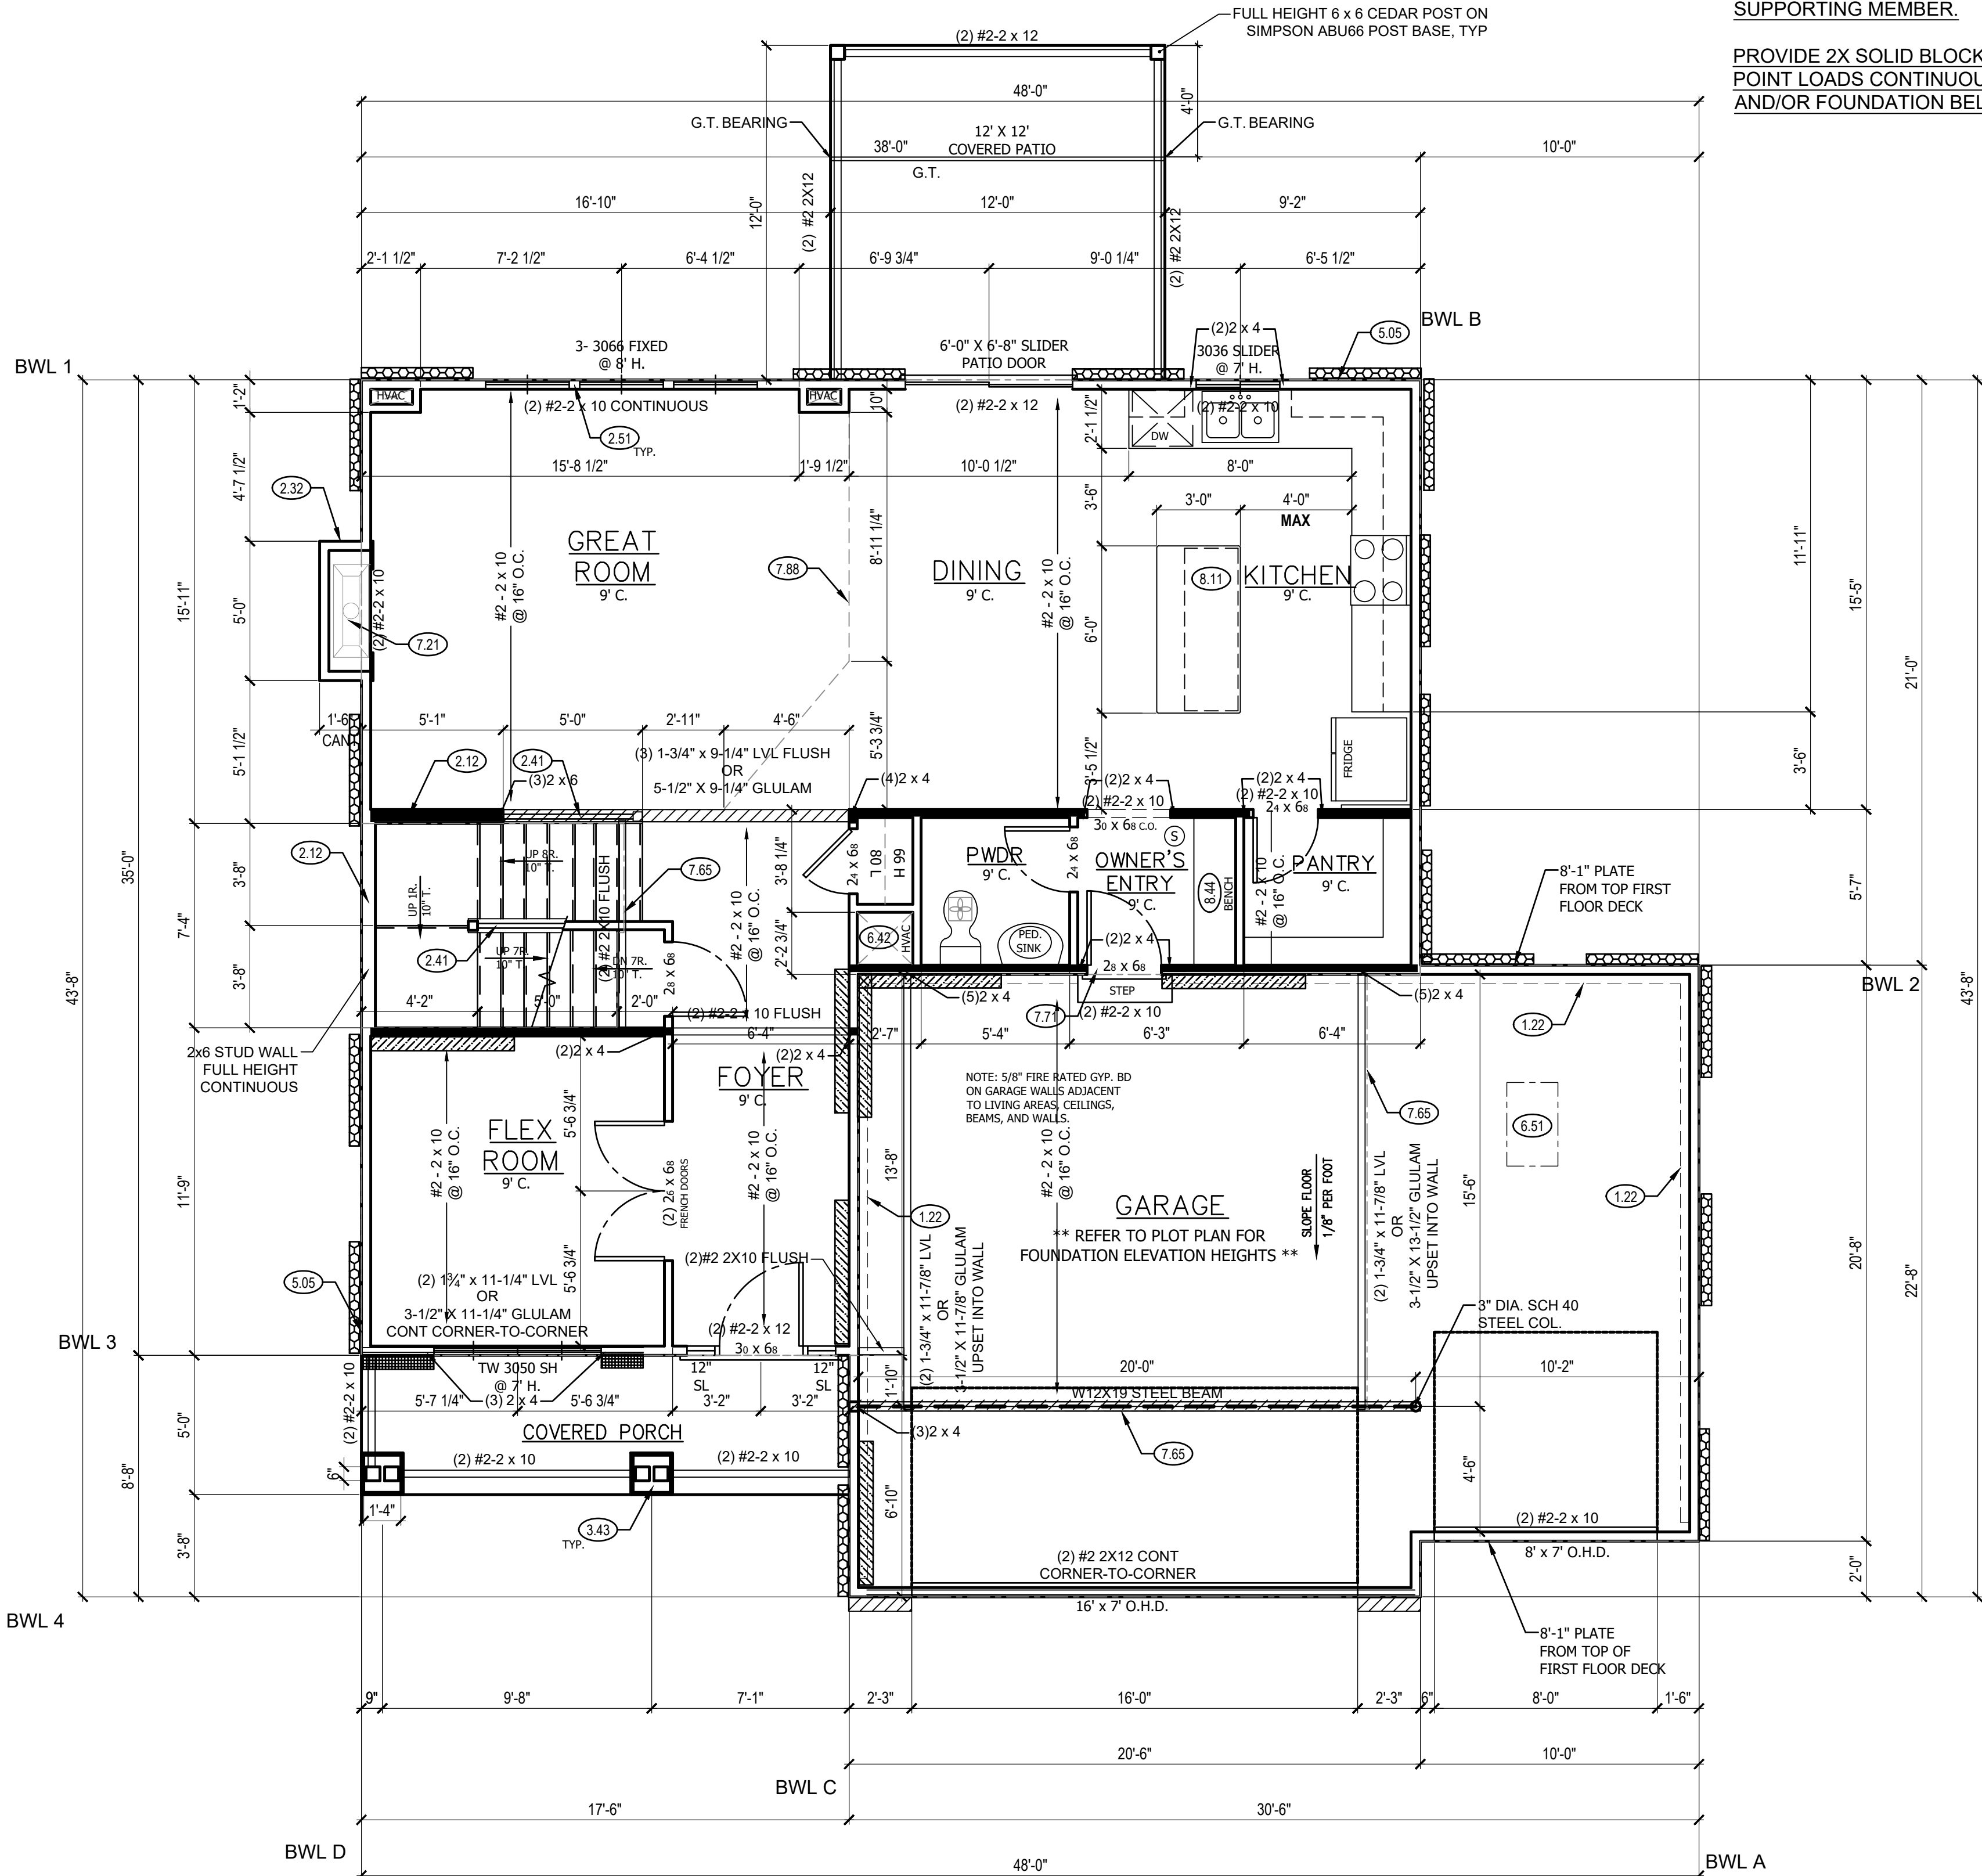 SUPPORTING MEMBER.
PROVIDE 2X SOLID BLOCK
POINT LOADS CONTINUOU
AND/OR FOUNDATION BEL
FULL HEIGHT 6 x 6 CEDAR POST ON
SIMPSON ABU66 POST BASE, TYP
(2) #2-2 x 12
48'-0"
4'-0"
G.T. BEARING
G.T. BEARING
12' X 12'
COVERED PATIO
38'-0"
10'-0"
G.T.
12'-0"
(2) #2 2X12
(2) #2 2X12
16'-10"
12'-0"
9'-2"
2'-1 1/2"
7'-2 1/2"
6'-4 1/2"
6'-9 3/4"
9'-0 1/4"
6'-5 1/2"
BWL B
5.05
(2)2 x 4
3- 3066 FIXED
@ 8' H.
6'-0" X 6'-8" SLIDER
PATIO DOOR
3036 SLIDER
@ 7' H.
BWL 1
HVAC
HVAC
(2) #2-2 x 10 CONTINUOUS
10"
(2) #2-2 x 12
(2) #2-2 x 10
1'-2"
2.51
TYP.
DW
2'-1 1/2"
15'-8 1/2"
1'-9 1/2"
10'-0 1/2"
8'-0"
4'-7 1/2"
2.32
3'-6"
3'-0"
4'-0"
MAX
GREAT
ROOM
9' C.
#2 - 2 x 10
@ 16" O.C.
8'-11 1/4"
7.88
DINING
9' C.
#2 - 2 x 10
@ 16" O.C.
8.11
KITCHEN
9' C.
11'-11"
15'-5"
21'-0"
15'-11"
5'-0"
(2) #2-2 x 10
7.21
6'-0"
35'-0"
43'-8"
43'-8"
1'-6"
CANT
5'-1"
5'-0"
2'-11"
4'-6"
5'-1 1/2"
5'-3 3/4"
3'-5 1/2"
FRIDGE
3'-6"
2.12
2.41
(3)2 x 6
(3) 1-3/4" x 9-1/4" LVL FLUSH
OR
5-1/2" X 9-1/4" GLULAM
(4)2 x 4
(2)2 x 4
(2) #2-2 x 10
30 x 68 C.O.
(2)2 x 4
(2) #2-2 x 10
24 x 68
2.12
UP 8R.
10" T.
UP 1R.
10" T.
(2) #2 2X10 FLUSH
7.65
#2 - 2 x 10
@ 16" O.C.
3'-8 1/4"
24 x 68
80 L
66 H
PWDR
9' C.
24 x 68
S
OWNER'S
ENTRY
9' C.
8.44
BENCH
#2 - 2 x 10
@ 16" O.C.
PANTRY
9' C.
5'-7"
8'-1" PLATE
FROM TOP FIRST
FLOOR DECK
3'-8"
7'-4"
3'-8"
2.41
UP 7R.
10" T.
DN 7R.
10" T.
28 x 68
2'-2 3/4"
6.42
HVAC
PED.
SINK
(2)2 x 4
28 x 68
STEP
(5)2 x 4
(5)2 x 4
BWL 2
4'-2"
5'-0"
2'-0"
(2) #2-2 x 10 FLUSH
7.71
(2) #2-2 x 10
1.22
2x6 STUD WALL
FULL HEIGHT
CONTINUOUS
(2)2 x 4
6'-4"
(2)2 x 4
2'-7"
5'-4"
6'-3"
6'-4"
FOYER
9' C.
NOTE: 5/8" FIRE RATED GYP. BD
ON GARAGE WALLS ADJACENT
TO LIVING AREAS, CEILINGS,
BEAMS, AND WALLS.
7.65
6.51
FLEX
ROOM
9' C.
#2 - 2 x 10
@ 16" O.C.
5'-6 3/4"
(2) 26 x 68
FRENCH DOORS
#2 - 2 x 10
@ 16" O.C.
13'-8"
#2 - 2 x 10
@ 16" O.C.
SLOPE FLOOR
1/8" PER FOOT
(2) 1-3/4" x 11-7/8" LVL
OR
3-1/2" X 13-1/2" GLULAM
UPSET INTO WALL
15'-6"
1.22
11'-9"
1.22
GARAGE
** REFER TO PLOT PLAN FOR
FOUNDATION ELEVATION HEIGHTS **
20'-8"
22'-8"
5.05
5'-6 3/4"
(2)#2 2X10 FLUSH
(2) 1¾" x 11-1/4" LVL
OR
3-1/2" X 11-1/4" GLULAM
CONT CORNER-TO-CORNER
(2) 1-3/4" x 11-7/8" LVL
OR
3-1/2" X 11-7/8" GLULAM
UPSET INTO WALL
3" DIA. SCH 40
STEEL COL.
BWL 3
(2) #2-2 x 12
30 x 68
TW 3050 SH
@ 7' H.
12"
SL
12"
SL
1'-10"
20'-0"
10'-2"
(2) #2-2 x 10
5'-7 1/4"
(3) 2 x 4
5'-6 3/4"
3'-2"
3'-2"
W12X19 STEEL BEAM
COVERED PORCH
(3)2 x 4
7.65
5'-0"
8'-8"
6"
(2) #2-2 x 10
(2) #2-2 x 10
4'-6"
6'-10"
1'-4"
3.43
TYP.
(2) #2-2 x 10
8' x 7' O.H.D.
3'-8"
(2) #2 2X12 CONT
CORNER-TO-CORNER
2'-0"
16' x 7' O.H.D.
BWL 4
8'-1" PLATE
FROM TOP OF
FIRST FLOOR DECK
9"
9'-8"
7'-1"
2'-3"
16'-0"
2'-3"
6"
8'-0"
1'-6"
20'-6"
10'-0"
BWL C
17'-6"
30'-6"
BWL D
48'-0"
BWL A